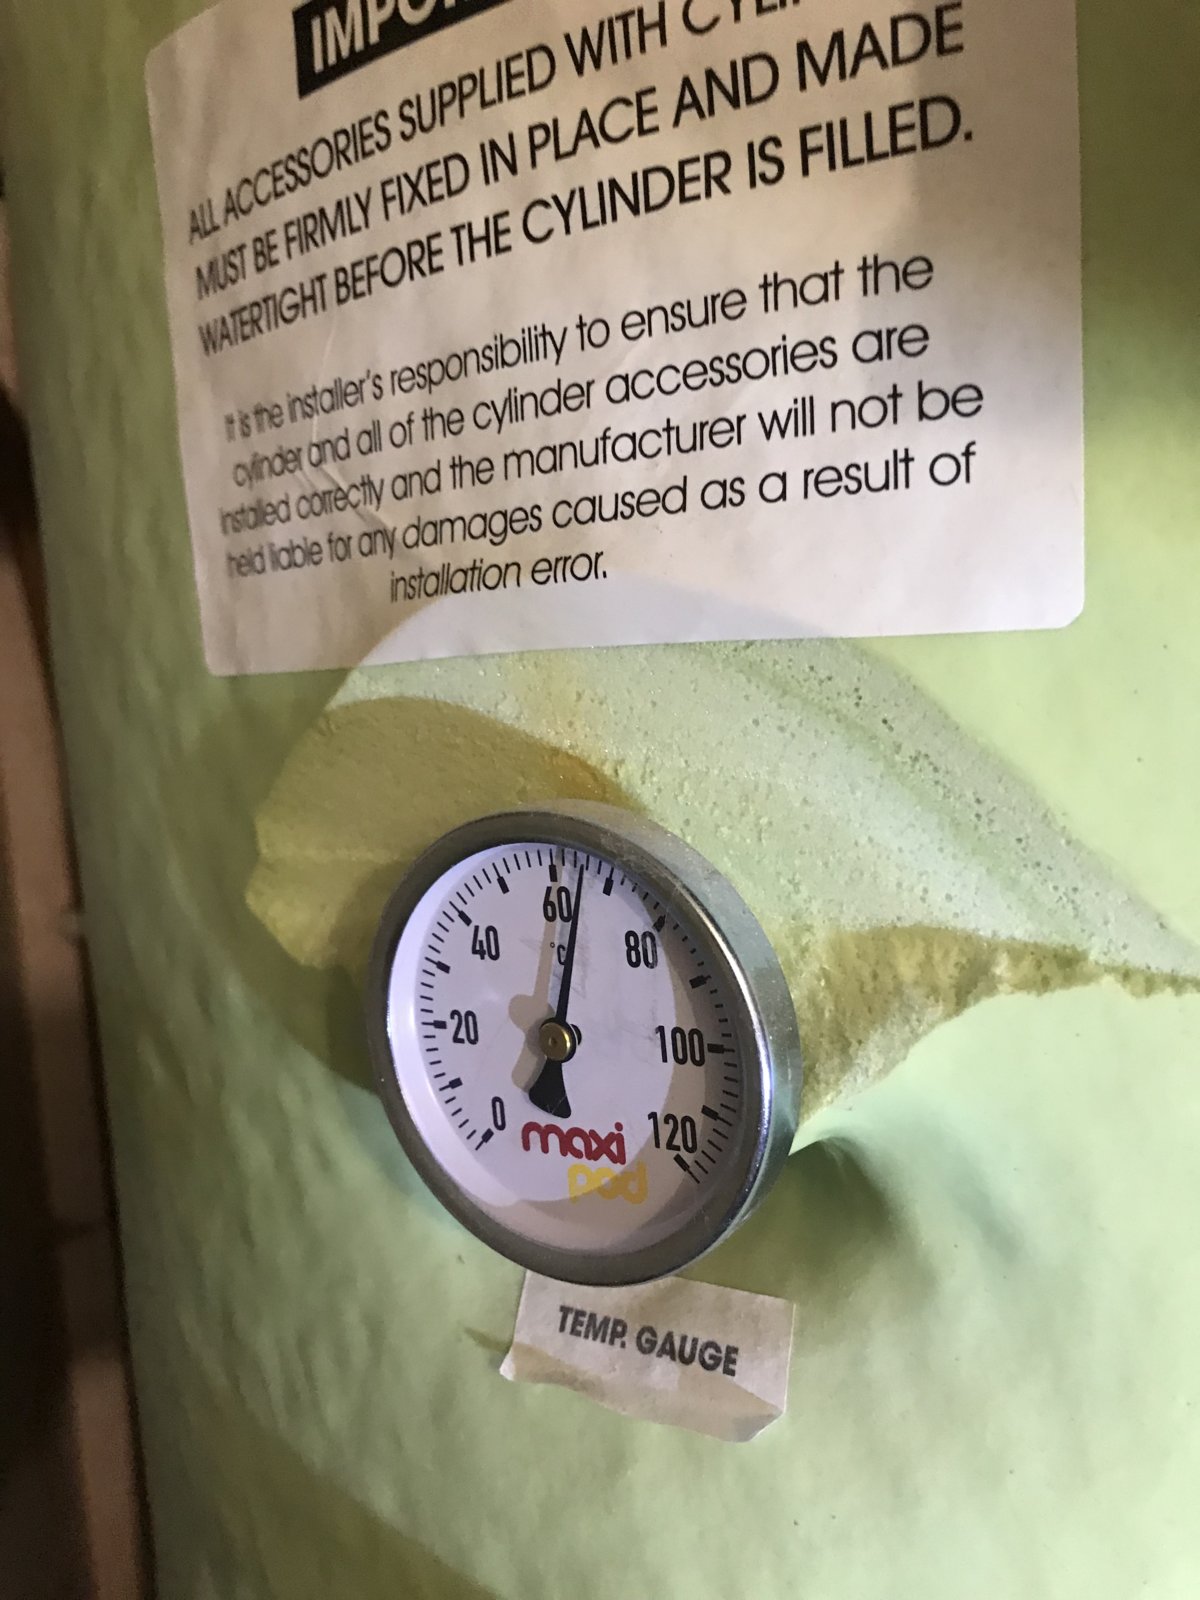 ALL ACCESSORIES SUPPLIED WITH
MUST BE FIRMLY FIXED IN PLACE AND MADE
WATERTIGHT BEFORE THE CYLINDER IS FILLED.
It is the installer's responsibility to ensure that the
cylinder and all of the cylinder accessories are
installed correctly and the manufacturer will not be
held liable for any damages caused as a result of
installation error.
60
°C
40
80
20
100
0
120
maxi
pod
TEMP. GAUGE